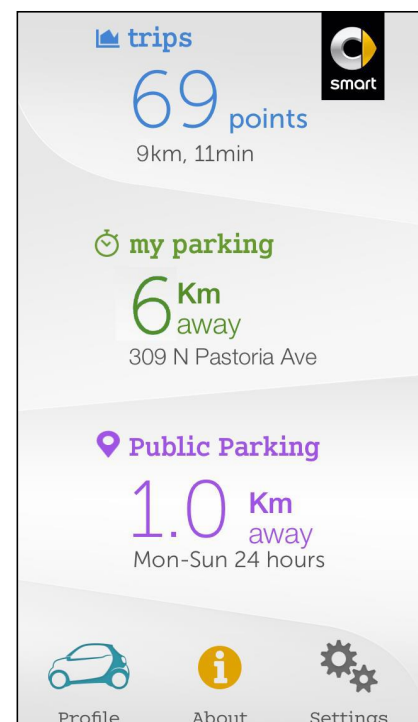 trips
smart
69 points
9km, 11min
my parking
6 Km
away
309 N Pastoria Ave
Public Parking
1.0 Km
away
Mon-Sun 24 hours
Profile About Settings